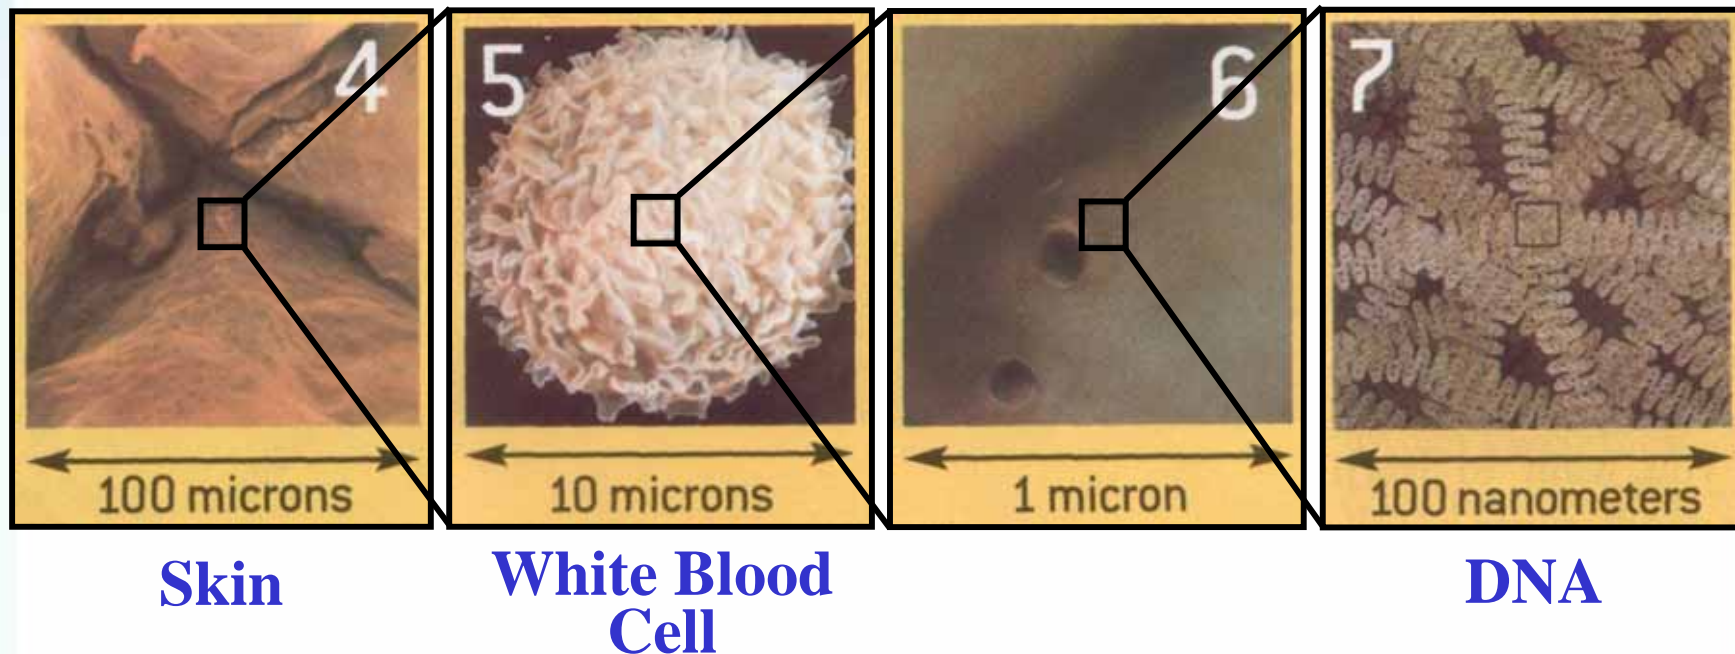 4
5
6
7
100 microns
10 microns
1 micron
100 nanometers
Skin
White Blood
Cell
DNA